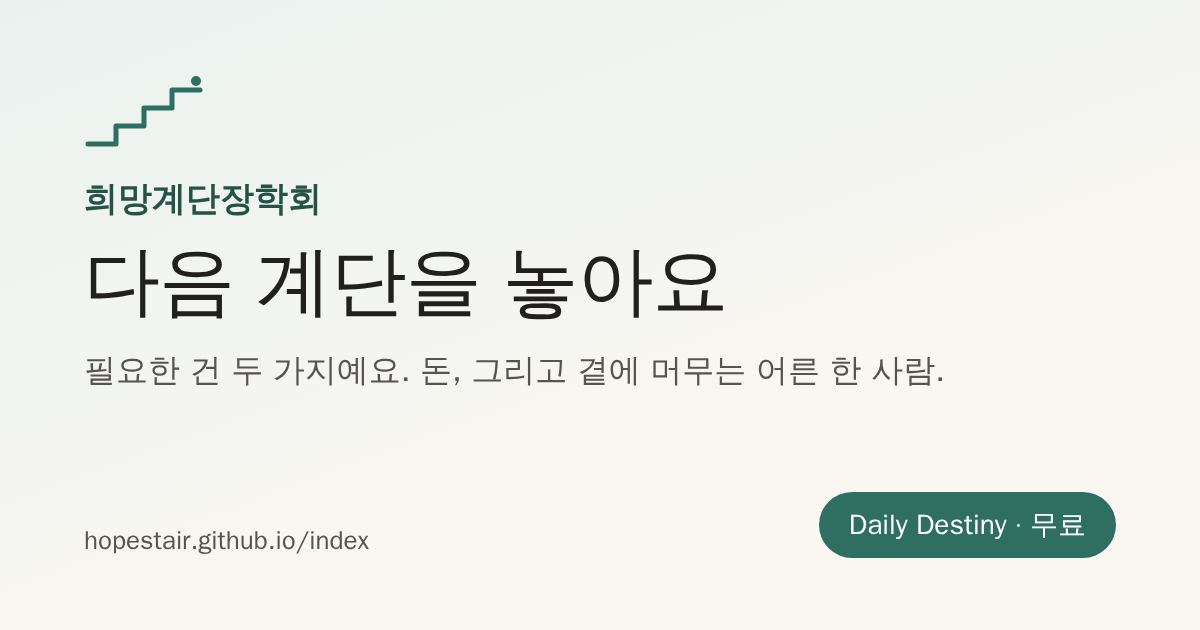 희망계단장학회
다음 계단을 놓아요
필요한 건 두 가지예요. 돈, 그리고 곁에 머무는 어른 한 사람.
hopestair.github.io/index
Daily Destiny · 무료